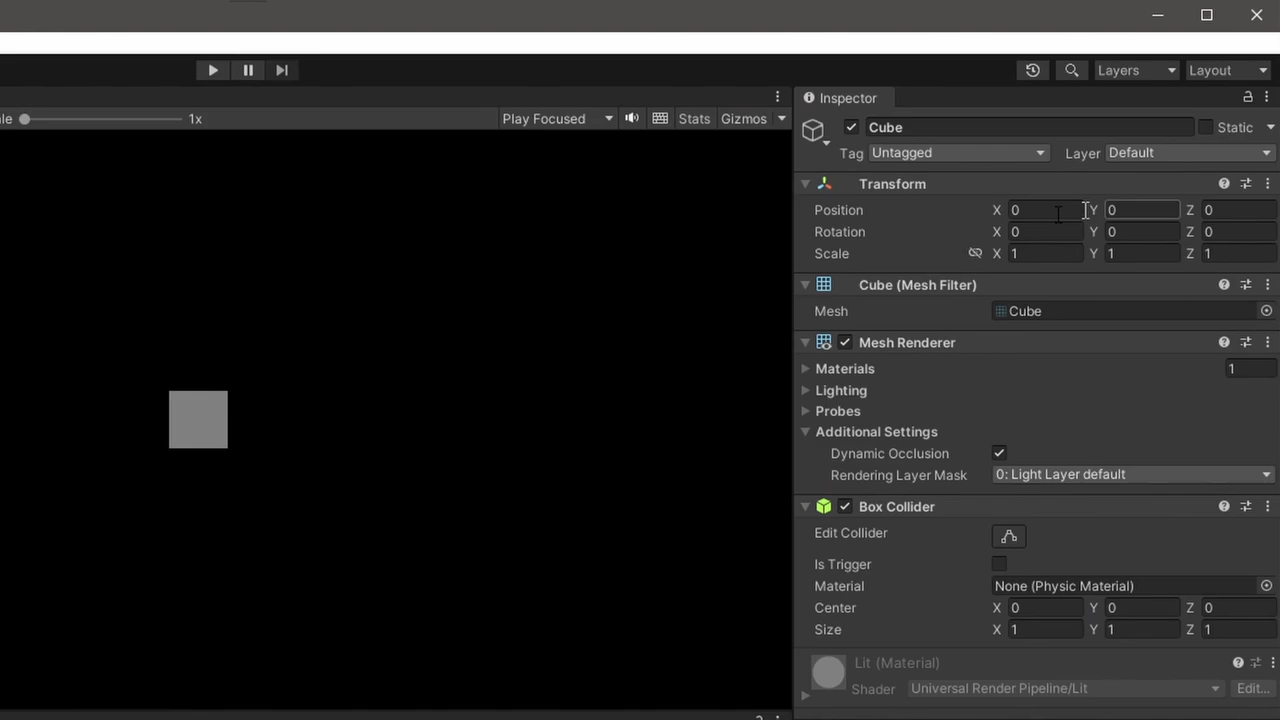 Layers
Layout
Inspector
le
1x
Play Focused
Stats
Gizmos
Cube
Static
Tag
Untagged
Layer
Default
Transform
Position X 0 Y 0 Z 0
Rotation X 0 Y 0 Z 0
Scale X 1 Y 1 Z 1
Cube (Mesh Filter)
Mesh Cube
Mesh Renderer
Materials 1
Lighting
Probes
Additional Settings
Dynamic Occlusion
Rendering Layer Mask 0: Light Layer default
Box Collider
Edit Collider
Is Trigger
Material None (Physic Material)
Center X 0 Y 0 Z 0
Size X 1 Y 1 Z 1
Lit (Material)
Shader Universal Render Pipeline/Lit Edit...